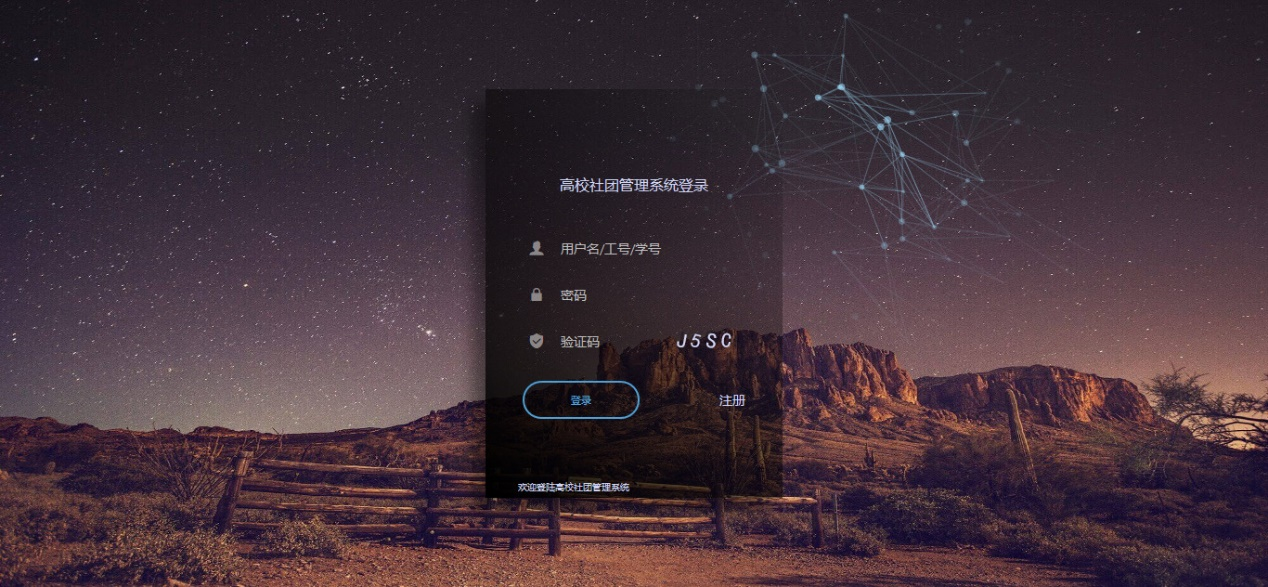 高校社团管理系统登录
用户名/工号/学号
密码
验证码 J5SC
登录 注册
欢迎登陆高校社团管理系统